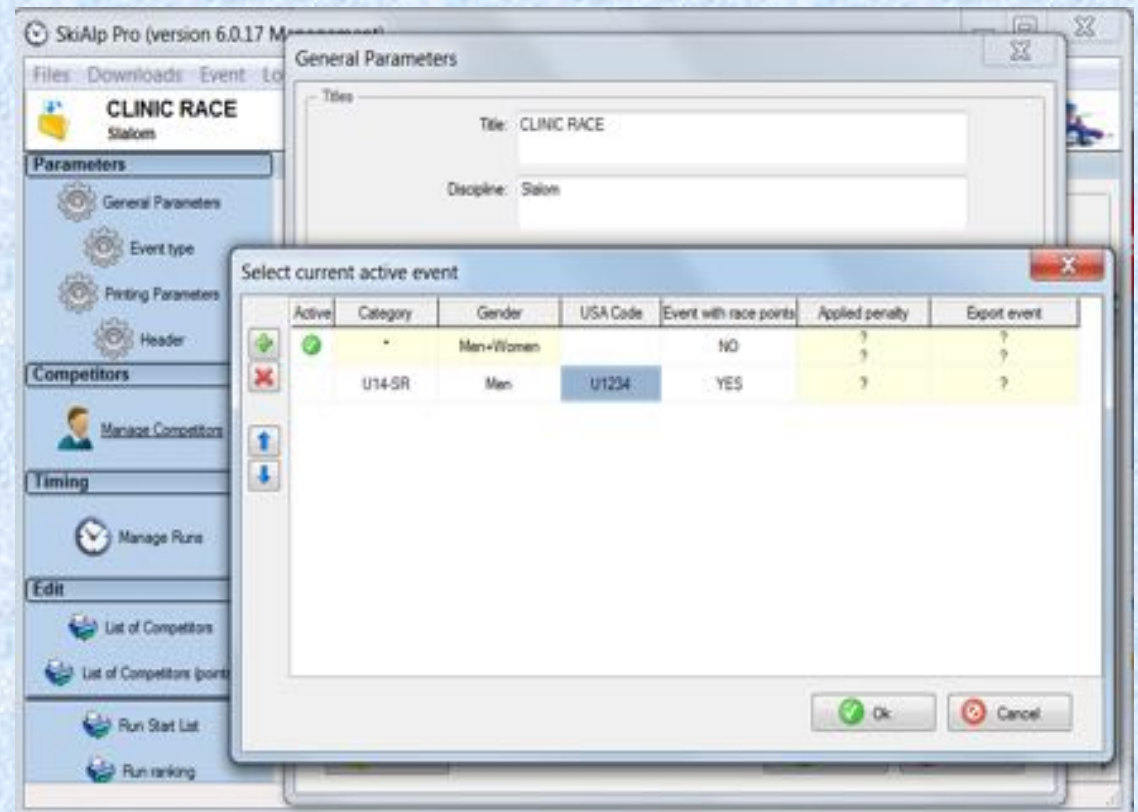 SkiAlp Pro (version 6.0.17 Management)
Files Downloads Event
CLINIC RACE
Slalom
Parameters
General Parameters
Event type
Printing Parameters
Header
Competitors
Manage Competitors
Timing
Manage Runs
Edit
List of Competitors
List of Competitors
Run Start List
Run ranking
General Parameters
Titles
Title: CLINIC RACE
Discipline: Slalom
Select current active event
Active Category Gender USA Code Event with race points Applied penalty Export event
* Men+Women NO ? ?
? ?
U14-SR Men U1234 YES ? ?
Ok Cancel